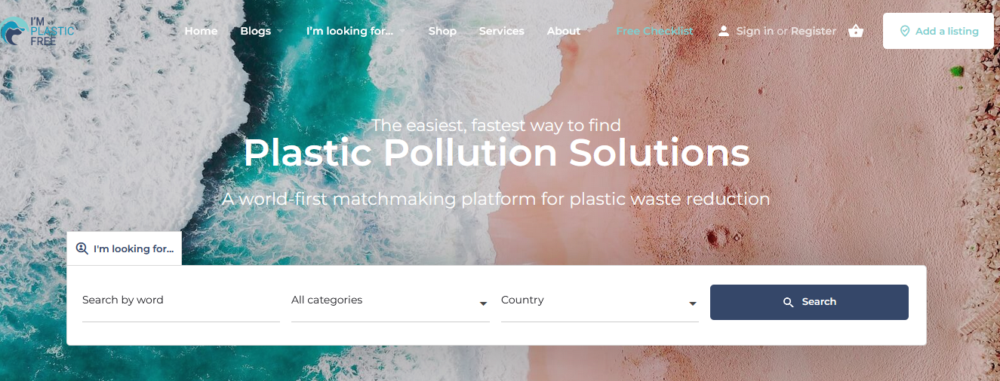 I'M
PLASTIC
FREE
Home Blogs I'm looking for... Shop Services About Free Checklist Sign in or Register Add a listing
The easiest, fastest way to find
Plastic Pollution Solutions
A world-first matchmaking platform for plastic waste reduction
I'm looking for...
Search by word All categories Country Search